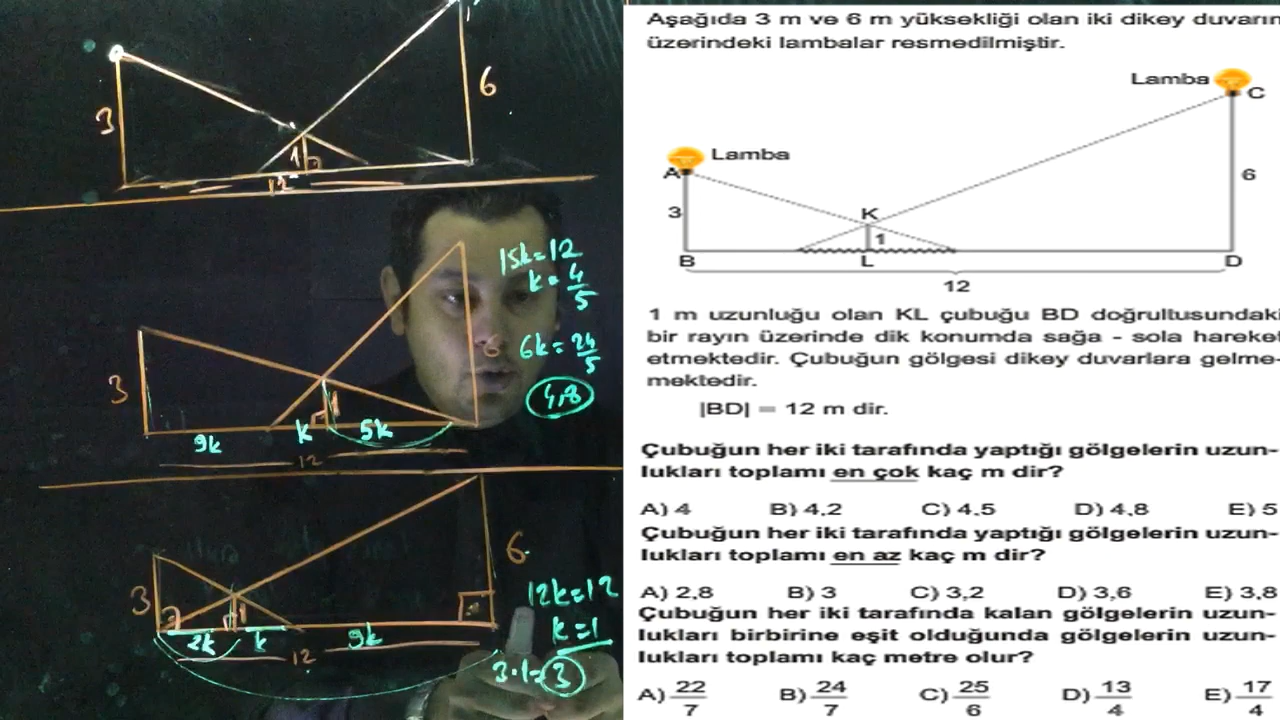 3
6
1
12
15k=12
k=4/5
6k=24/5
4,8
3
6
1
9k
k
5k
12
3
6
1
2k
k
9k
12
12k=12
k=1
3.1=3
Aşağıda 3 m ve 6 m yüksekliği olan iki dikey duvarın
üzerindeki lambalar resmedilmiştir.
Lamba
C
Lamba
A
K
6
3
1
B
L
D
12
1 m uzunluğu olan KL çubuğu BD doğrultusundaki
bir rayın üzerinde dik konumda sağa - sola hareket
etmektedir. Çubuğun gölgesi dikey duvarlara gelme-
mektedir.
|BD| = 12 m dir.
Çubuğun her iki tarafında yaptığı gölgelerin uzun-
lukları toplamı en çok kaç m dir?
A) 4 B) 4,2 C) 4,5 D) 4,8 E) 5
Çubuğun her iki tarafında yaptığı gölgelerin uzun-
lukları toplamı en az kaç m dir?
A) 2,8 B) 3 C) 3,2 D) 3,6 E) 3,8
Çubuğun her iki tarafında kalan gölgelerin uzun-
lukları birbirine eşit olduğunda gölgelerin uzun-
lukları toplamı kaç metre olur?
A) 22/7 B) 24/7 C) 25/6 D) 13/4 E) 17/4